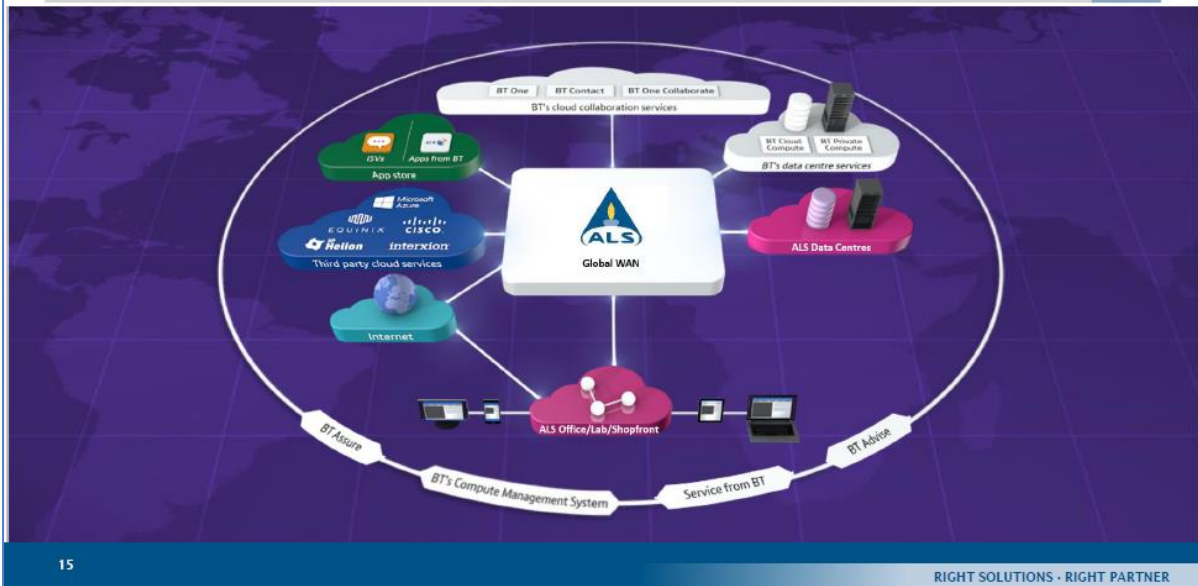 BT One BT Contact BT One Collaborate
BT's cloud collaboration services
BT Cloud Compute BT Private Compute
BT's data centre services
ISVs Apps from BT
App store
Microsoft Azure
EQUINIX CISCO.
HP Helion interxion
Third party cloud services
ALS
Global WAN
ALS Data Centres
Internet
ALS Office/Lab/Shopfront
BT Assure
BT's Compute Management System
Service from BT
BT Advise
15
RIGHT SOLUTIONS · RIGHT PARTNER